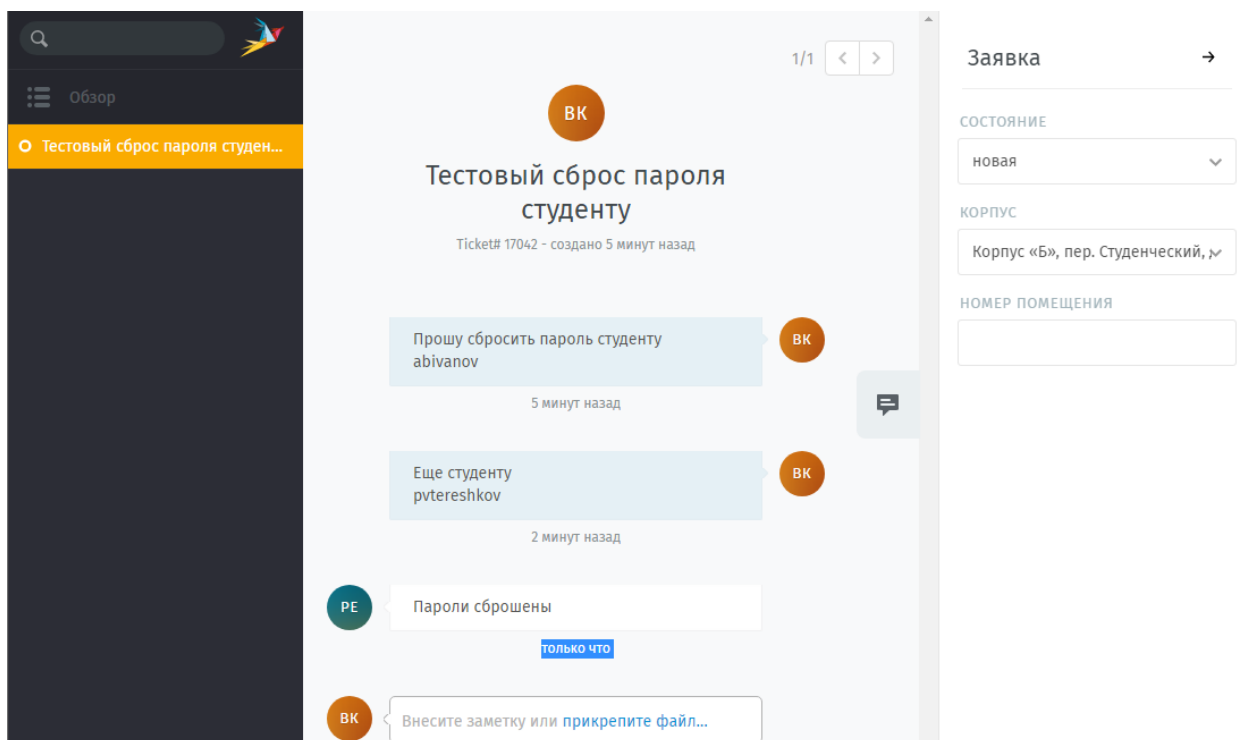 Обзор
Тестовый сброс пароля студен...
1/1
ВК
Тестовый сброс пароля
студенту
Ticket# 17042 - создано 5 минут назад
Прошу сбросить пароль студенту
abivanov
ВК
5 минут назад
Еще студенту
pvtereshkov
ВК
2 минут назад
РЕ
Пароли сброшены
только что
ВК
Внесите заметку или прикрепите файл...
Заявка
СОСТОЯНИЕ
новая
КОРПУС
Корпус «Б», пер. Студенческий,
НОМЕР ПОМЕЩЕНИЯ